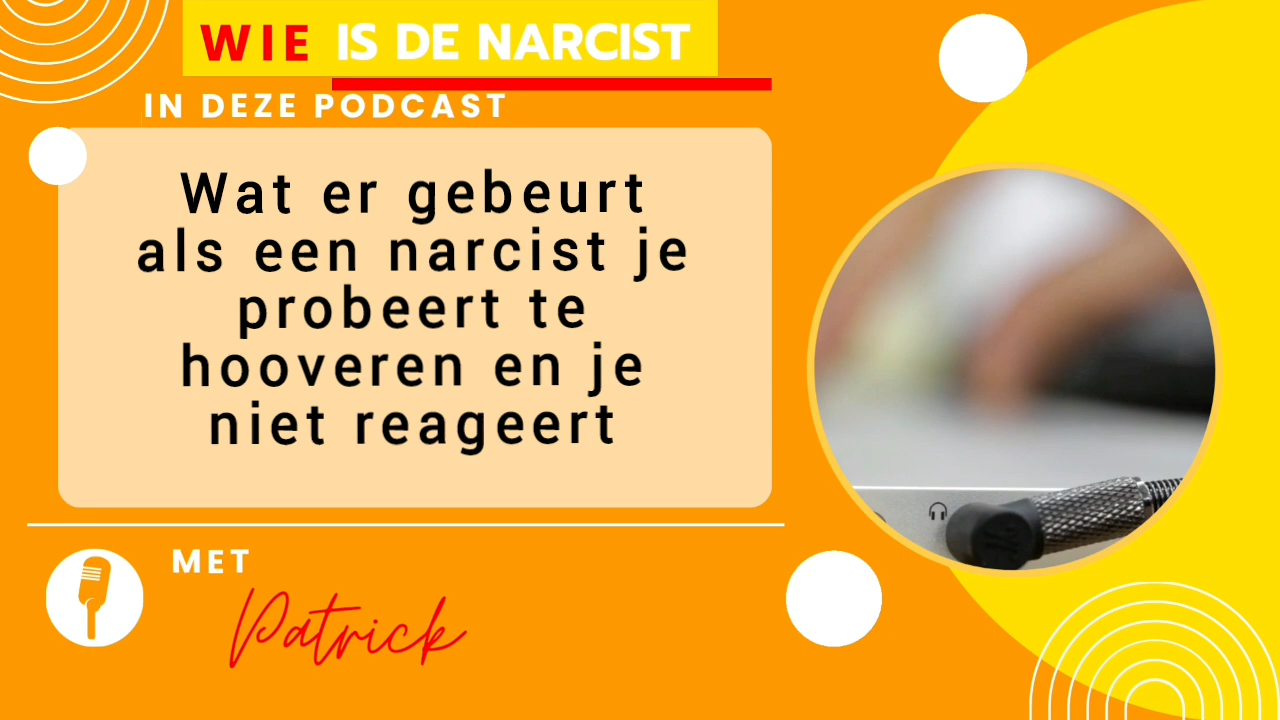 WIE IS DE NARCIST
IN DEZE PODCAST
Wat er gebeurt
als een narcist je
probeert te
hooveren en je
niet reageert
MET
Patrick